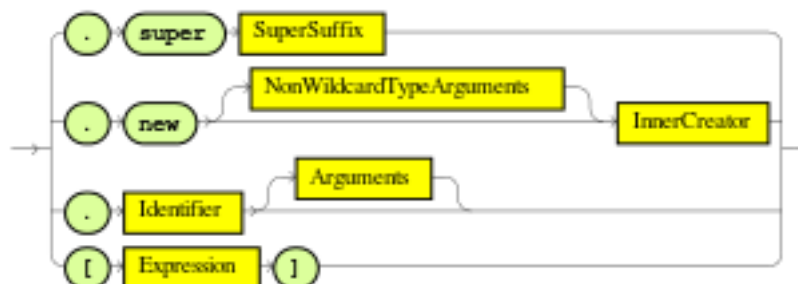 . super SuperSuffix
NonWildcardTypeArguments
. new InnerCreator
Arguments
. Identifier
[ Expression ]